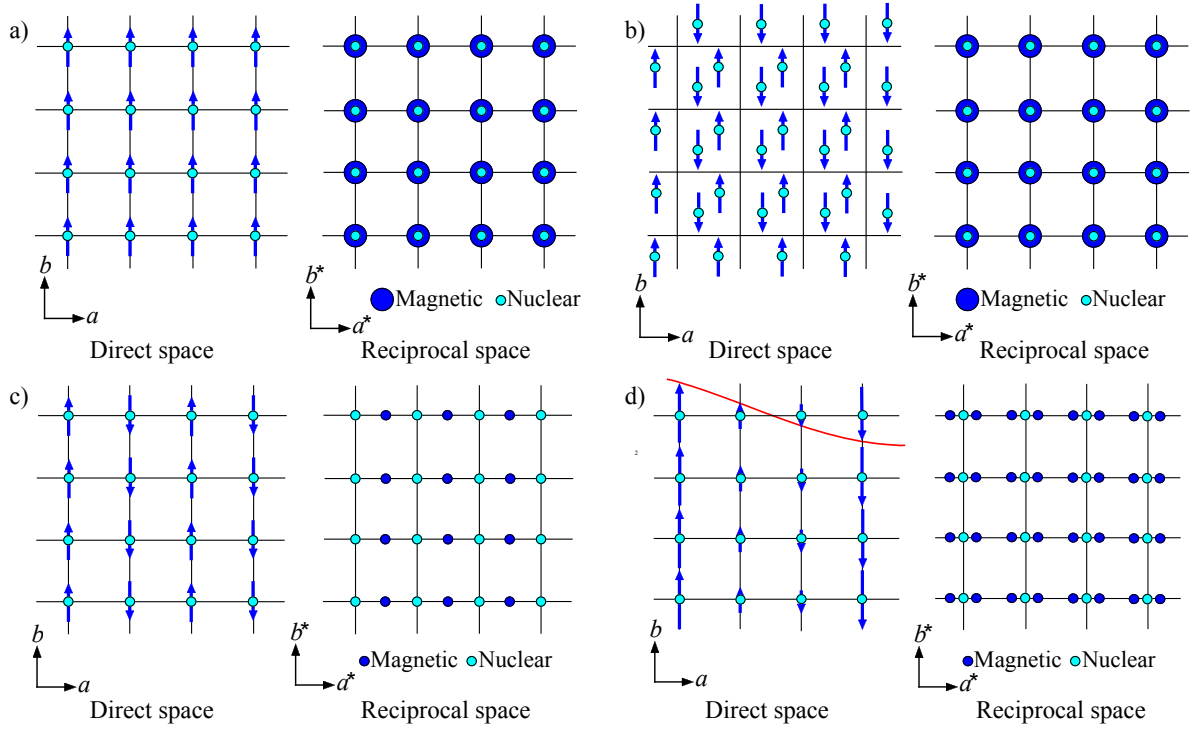 a)
b
a
Direct space
b*
a*
Magnetic Nuclear
Reciprocal space
b)
b
a
Direct space
b*
a*
Magnetic Nuclear
Reciprocal space
c)
b
a
Direct space
b*
a*
Magnetic Nuclear
Reciprocal space
d)
2
b
a
Direct space
b*
a*
Magnetic Nuclear
Reciprocal space